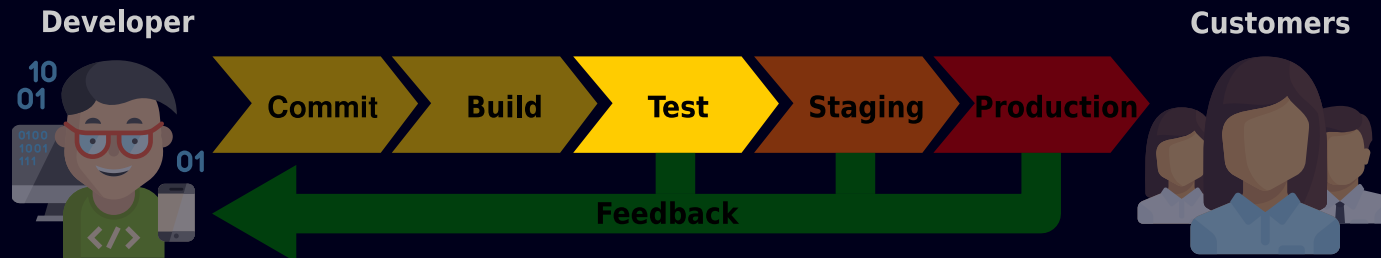 Developer
Customers
10
01
0100
1001
111
01
Commit
Build
Test
Staging
Production
</>
Feedback